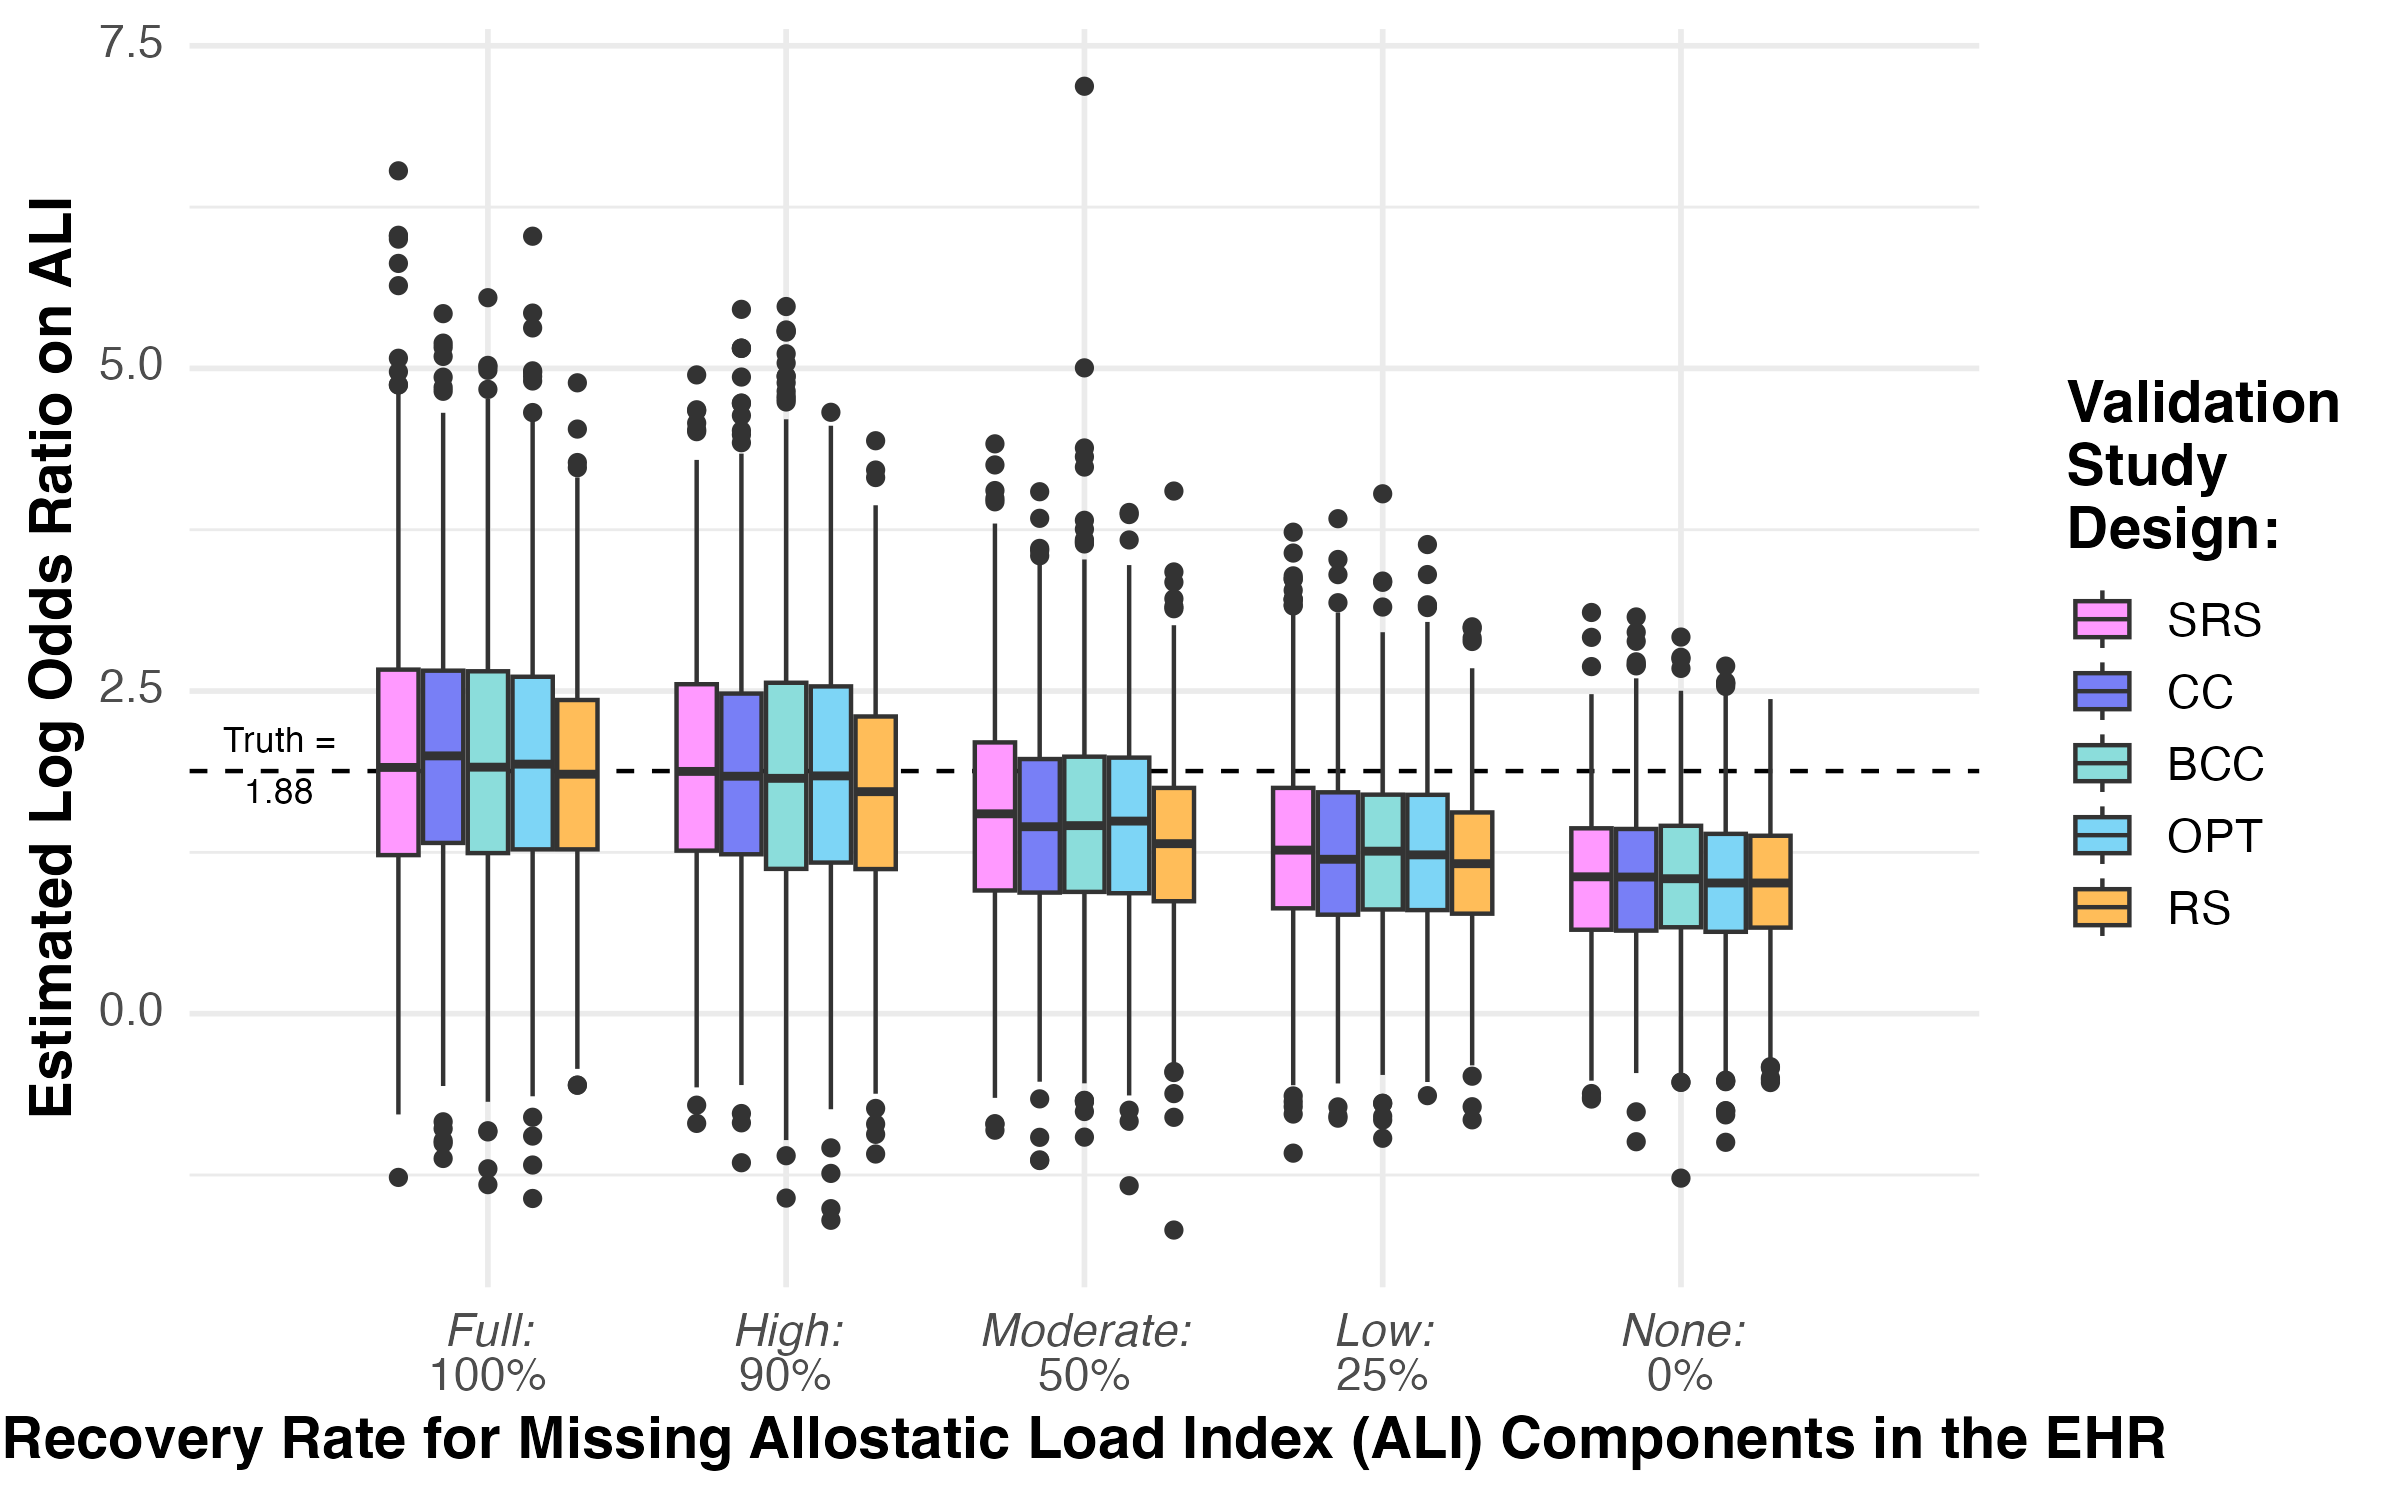 Estimated Log Odds Ratio on ALI
7.5
5.0
2.5
0.0
Truth =
1.88
Full:
100%
High:
90%
Moderate:
50%
Low:
25%
None:
0%
Recovery Rate for Missing Allostatic Load Index (ALI) Components in the EHR
Validation
Study
Design:
SRS
CC
BCC
OPT
RS